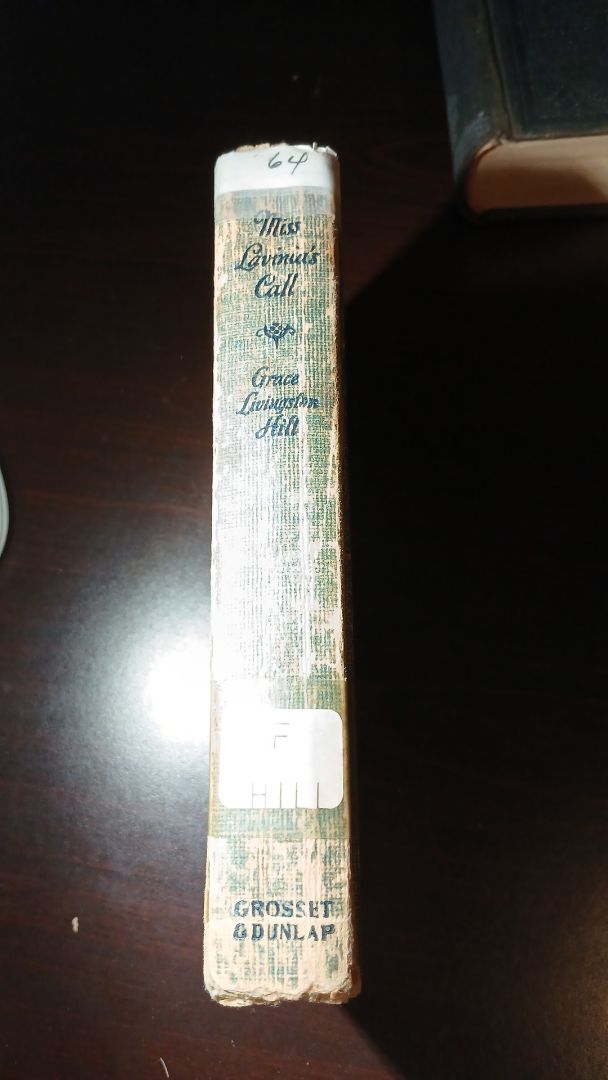 64
Miss
Lavinia's
Call
Grace
Livingston
Hill
F
HILL
GROSSET
& DUNLAP